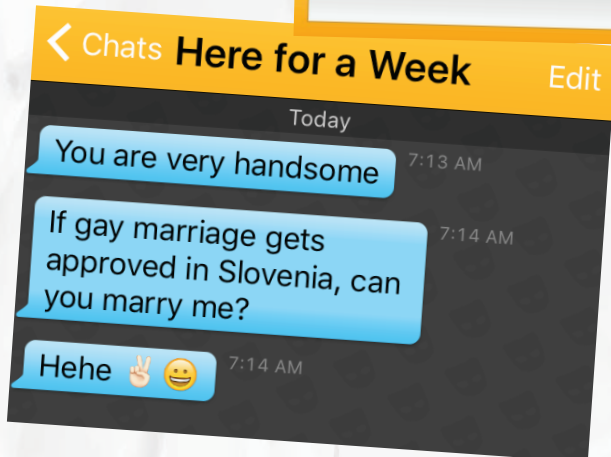 Chats Here for a Week Edit
Today
You are very handsome 7:13 AM
If gay marriage gets 7:14 AM
approved in Slovenia, can
you marry me?
Hehe ✌🏻 😀 7:14 AM